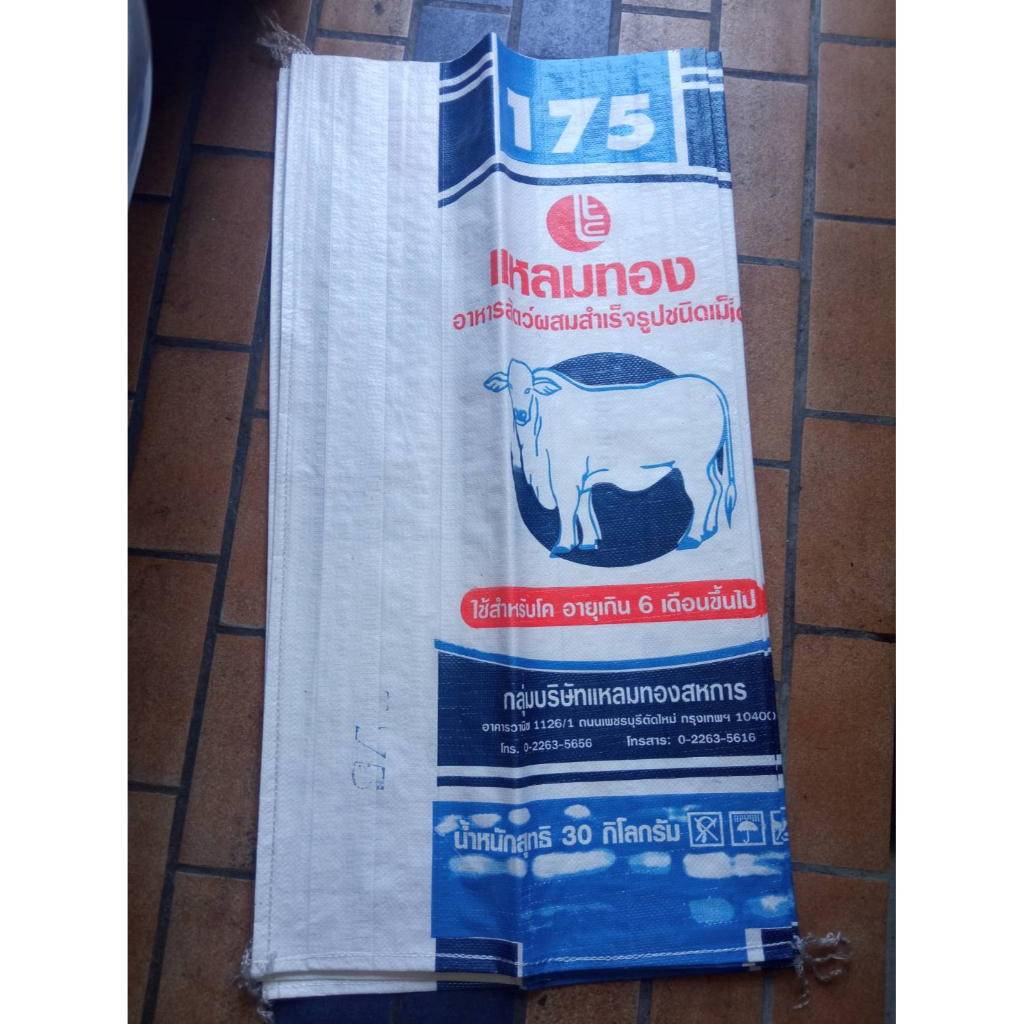 175
แหลมทอง
อาหารสัตว์ผสมสำเร็จรูปชนิดเม็ด
ใช้สำหรับโค อายุเกิน 6 เดือนขึ้นไป
กลุ่มบริษัทแหลมทองสหการ
อาคารวานิช 1126/1 ถนนเพชรบุรีตัดใหม่ กรุงเทพฯ 10400
โทร. 0-2263-5656 โทรสาร: 0-2263-5616
น้ำหนักสุทธิ 30 กิโลกรัม